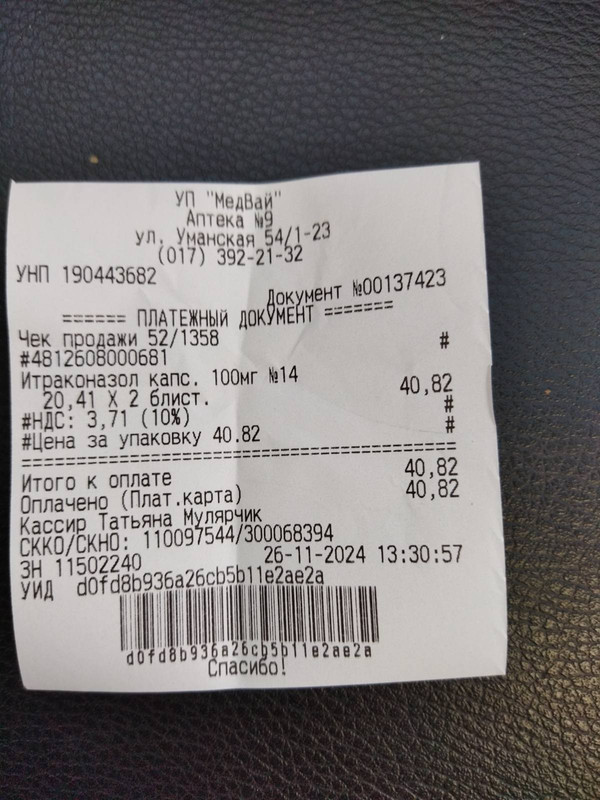 УП "МедВай"
Аптека №9
ул. Уманская 54/1-23
(017) 392-21-32
УНП 190443682
Документ №00137423
====== ПЛАТЕЖНЫЙ ДОКУМЕНТ =======
Чек продажи 52/1358 #
#4812608000681
Итраконазол капс. 100мг №14
20,41 X 2 блист. 40,82
#НДС: 3,71 (10%) #
#Цена за упаковку 40.82 #
Итого к оплате 40,82
Оплачено (Плат.карта) 40,82
Кассир Татьяна Мулярчик
СККО/СКНО: 110097544/300068394
ЗН 11502240 26-11-2024 13:30:57
УИД d0fd8b936a26cb5b11e2ae2a
d0fd8b936a26cb5b11e2ae2a
Спасибо!